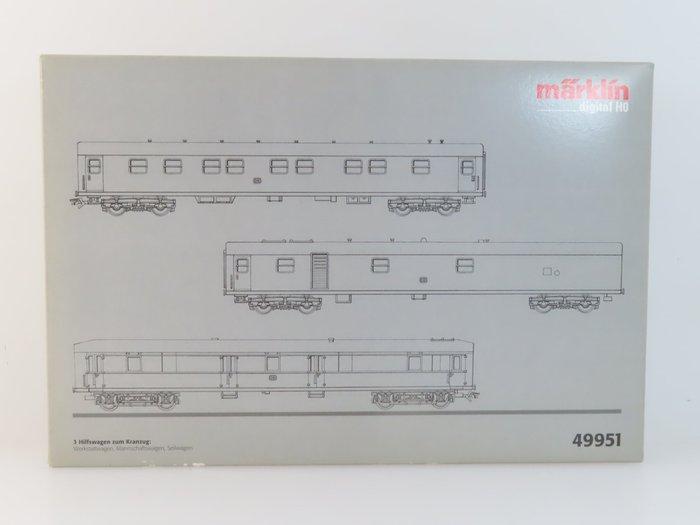 märklin
digital H0
3 Hilfswagen zum Kranzug:
Werkstattwagen, Mannschaftswagen, Seilwagen
49951